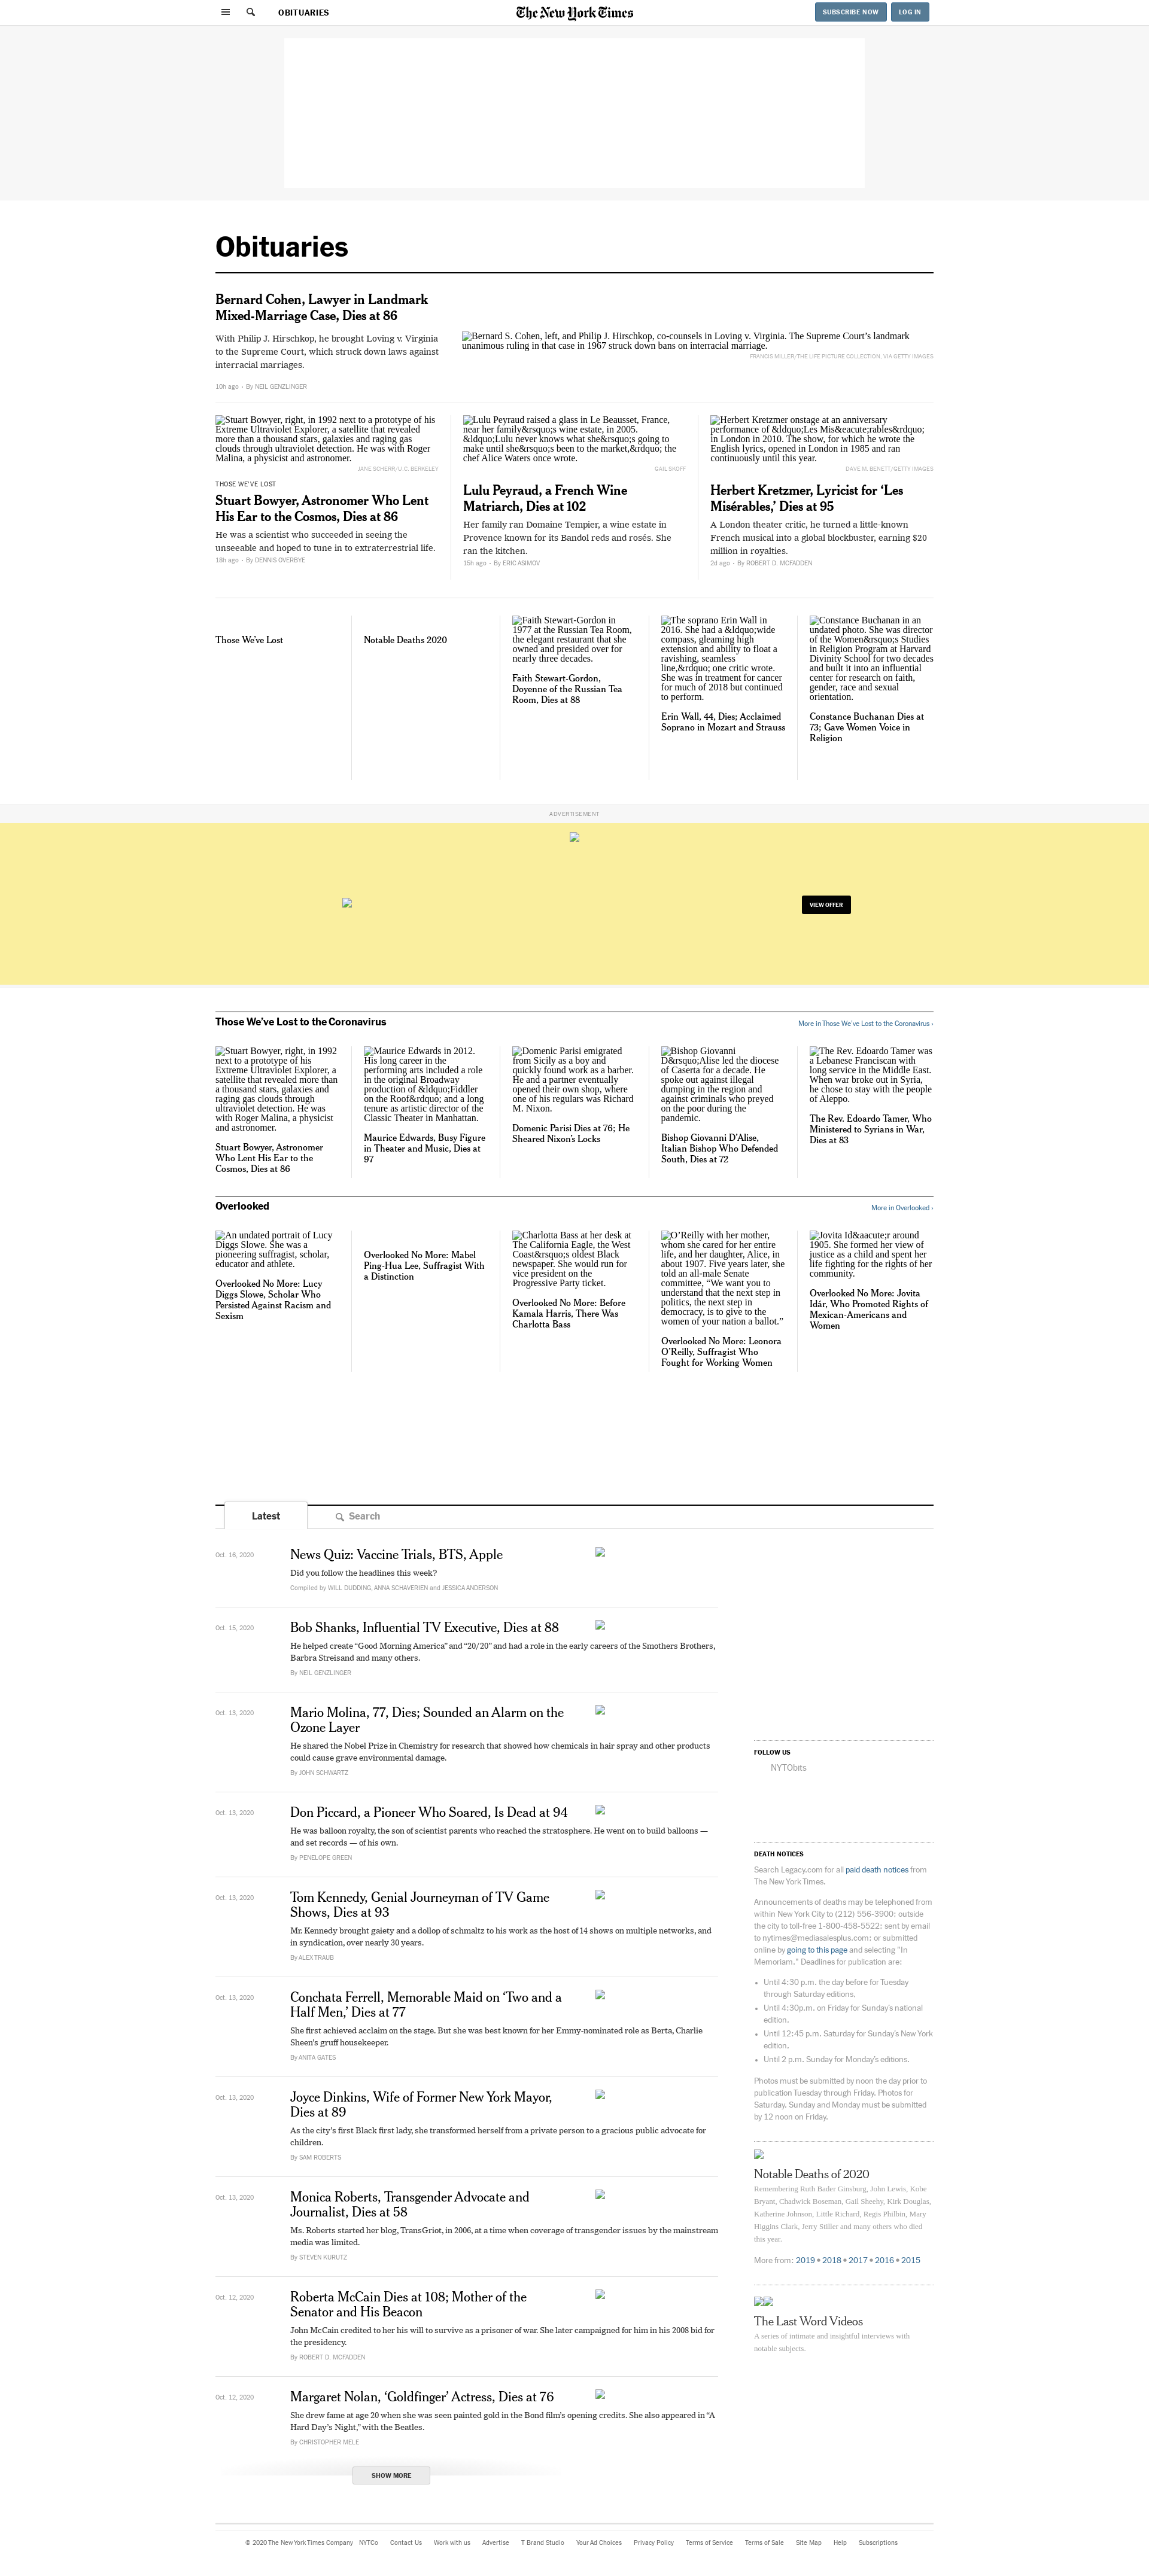 OBITUARIES
The New York Times
SUBSCRIBE NOW
LOG IN
Obituaries
Bernard Cohen, Lawyer in Landmark
Mixed-Marriage Case, Dies at 86
With Philip J. Hirschkop, he brought Loving v. Virginia
to the Supreme Court, which struck down laws against
interracial marriages.
10h ago • By NEIL GENZLINGER
Bernard S. Cohen, left, and Philip J. Hirschkop, co-counsels in Loving v. Virginia. The Supreme Court’s landmark
unanimous ruling in that case in 1967 struck down bans on interracial marriage.
FRANCIS MILLER/THE LIFE PICTURE COLLECTION, VIA GETTY IMAGES
Stuart Bowyer, right, in 1992 next to a prototype of his
Extreme Ultraviolet Explorer, a satellite that revealed
more than a thousand stars, galaxies and raging gas
clouds through ultraviolet detection. He was with Roger
Malina, a physicist and astronomer.
JANE SCHERR/U.C. BERKELEY
THOSE WE’VE LOST
Stuart Bowyer, Astronomer Who Lent
His Ear to the Cosmos, Dies at 86
He was a scientist who succeeded in seeing the
unseeable and hoped to tune in to extraterrestrial life.
18h ago • By DENNIS OVERBYE
Lulu Peyraud raised a glass in Le Beausset, France,
near her family&rsquo;s wine estate, in 2005.
&ldquo;Lulu never knows what she&rsquo;s going to
make until she&rsquo;s been to the market,&rdquo; the
chef Alice Waters once wrote.
GAIL SKOFF
Lulu Peyraud, a French Wine
Matriarch, Dies at 102
Her family ran Domaine Tempier, a wine estate in
Provence known for its Bandol reds and rosés. She
ran the kitchen.
15h ago • By ERIC ASIMOV
Herbert Kretzmer onstage at an anniversary
performance of &ldquo;Les Mis&eacute;rables&rdquo;
in London in 2010. The show, for which he wrote the
English lyrics, opened in London in 1985 and ran
continuously until this year.
DAVE M. BENETT/GETTY IMAGES
Herbert Kretzmer, Lyricist for ‘Les
Misérables,’ Dies at 95
A London theater critic, he turned a little-known
French musical into a global blockbuster, earning $20
million in royalties.
2d ago • By ROBERT D. MCFADDEN
Those We’ve Lost
Notable Deaths 2020
Faith Stewart-Gordon in
1977 at the Russian Tea Room,
the elegant restaurant that she
owned and presided over for
nearly three decades.
Faith Stewart-Gordon,
Doyenne of the Russian Tea
Room, Dies at 88
The soprano Erin Wall in
2016. She had a &ldquo;wide
compass, gleaming high
extension and ability to float a
ravishing, seamless
line,&rdquo; one critic wrote.
She was in treatment for cancer
for much of 2018 but continued
to perform.
Erin Wall, 44, Dies; Acclaimed
Soprano in Mozart and Strauss
Constance Buchanan in an
undated photo. She was director
of the Women&rsquo;s Studies
in Religion Program at Harvard
Divinity School for two decades
and built it into an influential
center for research on faith,
gender, race and sexual
orientation.
Constance Buchanan Dies at
73; Gave Women Voice in
Religion
ADVERTISEMENT
VIEW OFFER
Those We’ve Lost to the Coronavirus
More in Those We’ve Lost to the Coronavirus ›
Stuart Bowyer, right, in 1992
next to a prototype of his
Extreme Ultraviolet Explorer, a
satellite that revealed more than
a thousand stars, galaxies and
raging gas clouds through
ultraviolet detection. He was
with Roger Malina, a physicist
and astronomer.
Stuart Bowyer, Astronomer
Who Lent His Ear to the
Cosmos, Dies at 86
Maurice Edwards in 2012.
His long career in the
performing arts included a role
in the original Broadway
production of &ldquo;Fiddler
on the Roof&rdquo; and a long
tenure as artistic director of the
Classic Theater in Manhattan.
Maurice Edwards, Busy Figure
in Theater and Music, Dies at
97
Domenic Parisi emigrated
from Sicily as a boy and
quickly found work as a barber.
He and a partner eventually
opened their own shop, where
one of his regulars was Richard
M. Nixon.
Domenic Parisi Dies at 76; He
Sheared Nixon’s Locks
Bishop Giovanni
D&rsquo;Alise led the diocese
of Caserta for a decade. He
spoke out against illegal
dumping in the region and
against criminals who preyed
on the poor during the
pandemic.
Bishop Giovanni D’Alise,
Italian Bishop Who Defended
South, Dies at 72
The Rev. Edoardo Tamer was
a Lebanese Franciscan with
long service in the Middle East.
When war broke out in Syria,
he chose to stay with the people
of Aleppo.
The Rev. Edoardo Tamer, Who
Ministered to Syrians in War,
Dies at 83
Overlooked
More in Overlooked ›
An undated portrait of Lucy
Diggs Slowe. She was a
pioneering suffragist, scholar,
educator and athlete.
Overlooked No More: Lucy
Diggs Slowe, Scholar Who
Persisted Against Racism and
Sexism
Overlooked No More: Mabel
Ping-Hua Lee, Suffragist With
a Distinction
Charlotta Bass at her desk at
The California Eagle, the West
Coast&rsquo;s oldest Black
newspaper. She would run for
vice president on the
Progressive Party ticket.
Overlooked No More: Before
Kamala Harris, There Was
Charlotta Bass
O’Reilly with her mother,
whom she cared for her entire
life, and her daughter, Alice, in
about 1907. Five years later, she
told an all-male Senate
committee, “We want you to
understand that the next step in
politics, the next step in
democracy, is to give to the
women of your nation a ballot.”
Overlooked No More: Leonora
O’Reilly, Suffragist Who
Fought for Working Women
Jovita Id&aacute;r around
1905. She formed her view of
justice as a child and spent her
life fighting for the rights of her
community.
Overlooked No More: Jovita
Idár, Who Promoted Rights of
Mexican-Americans and
Women
Latest
Search
Oct. 16, 2020
News Quiz: Vaccine Trials, BTS, Apple
Did you follow the headlines this week?
Compiled by WILL DUDDING, ANNA SCHAVERIEN and JESSICA ANDERSON
Oct. 15, 2020
Bob Shanks, Influential TV Executive, Dies at 88
He helped create “Good Morning America” and “20/20” and had a role in the early careers of the Smothers Brothers,
Barbra Streisand and many others.
By NEIL GENZLINGER
Oct. 13, 2020
Mario Molina, 77, Dies; Sounded an Alarm on the
Ozone Layer
He shared the Nobel Prize in Chemistry for research that showed how chemicals in hair spray and other products
could cause grave environmental damage.
By JOHN SCHWARTZ
Oct. 13, 2020
Don Piccard, a Pioneer Who Soared, Is Dead at 94
He was balloon royalty, the son of scientist parents who reached the stratosphere. He went on to build balloons —
and set records — of his own.
By PENELOPE GREEN
Oct. 13, 2020
Tom Kennedy, Genial Journeyman of TV Game
Shows, Dies at 93
Mr. Kennedy brought gaiety and a dollop of schmaltz to his work as the host of 14 shows on multiple networks, and
in syndication, over nearly 30 years.
By ALEX TRAUB
Oct. 13, 2020
Conchata Ferrell, Memorable Maid on ‘Two and a
Half Men,’ Dies at 77
She first achieved acclaim on the stage. But she was best known for her Emmy-nominated role as Berta, Charlie
Sheen’s gruff housekeeper.
By ANITA GATES
Oct. 13, 2020
Joyce Dinkins, Wife of Former New York Mayor,
Dies at 89
As the city’s first Black first lady, she transformed herself from a private person to a gracious public advocate for
children.
By SAM ROBERTS
Oct. 13, 2020
Monica Roberts, Transgender Advocate and
Journalist, Dies at 58
Ms. Roberts started her blog, TransGriot, in 2006, at a time when coverage of transgender issues by the mainstream
media was limited.
By STEVEN KURUTZ
Oct. 12, 2020
Roberta McCain Dies at 108; Mother of the
Senator and His Beacon
John McCain credited to her his will to survive as a prisoner of war. She later campaigned for him in his 2008 bid for
the presidency.
By ROBERT D. MCFADDEN
Oct. 12, 2020
Margaret Nolan, ‘Goldfinger’ Actress, Dies at 76
She drew fame at age 20 when she was seen painted gold in the Bond film’s opening credits. She also appeared in “A
Hard Day’s Night,” with the Beatles.
By CHRISTOPHER MELE
SHOW MORE
FOLLOW US
NYTObits
DEATH NOTICES
Search Legacy.com for all paid death notices from
The New York Times.
Announcements of deaths may be telephoned from
within New York City to (212) 556-3900; outside
the city to toll-free 1-800-458-5522; sent by email
to nytimes@mediasalesplus.com; or submitted
online by going to this page and selecting "In
Memoriam." Deadlines for publication are:
• Until 4:30 p.m. the day before for Tuesday
through Saturday editions.
• Until 4:30p.m. on Friday for Sunday’s national
edition.
• Until 12:45 p.m. Saturday for Sunday’s New York
edition.
• Until 2 p.m. Sunday for Monday’s editions.
Photos must be submitted by noon the day prior to
publication Tuesday through Friday. Photos for
Saturday, Sunday and Monday must be submitted
by 12 noon on Friday.
Notable Deaths of 2020
Remembering Ruth Bader Ginsburg, John Lewis, Kobe
Bryant, Chadwick Boseman, Gail Sheehy, Kirk Douglas,
Katherine Johnson, Little Richard, Regis Philbin, Mary
Higgins Clark, Jerry Stiller and many others who died
this year.
More from: 2019 • 2018 • 2017 • 2016 • 2015
The Last Word Videos
A series of intimate and insightful interviews with
notable subjects.
© 2020 The New York Times Company NYTCo Contact Us Work with us Advertise T Brand Studio Your Ad Choices Privacy Policy Terms of Service Terms of Sale Site Map Help Subscriptions